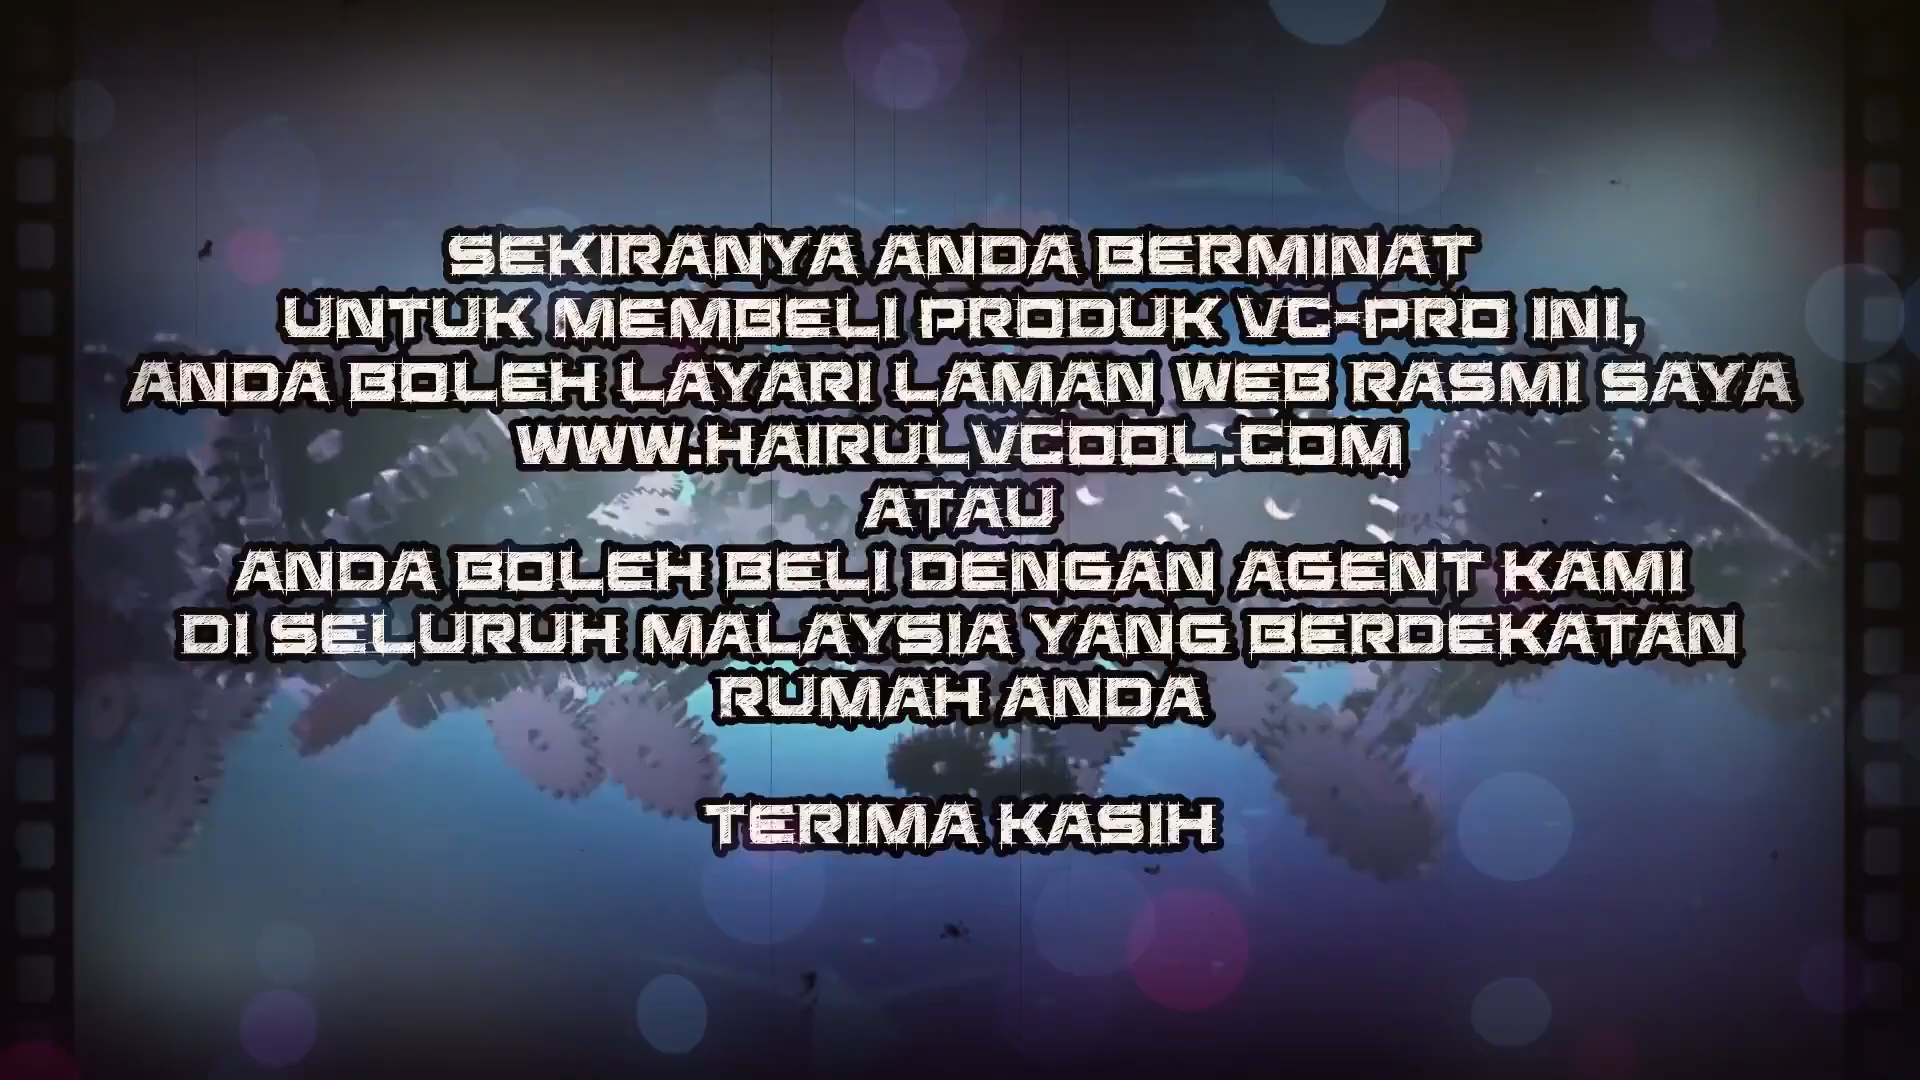 SEKIRANYA ANDA BERMINAT
UNTUK MEMBELI PRODUK VC-PRO INI,
ANDA BOLEH LAYARI LAMAN WEB RASMI SAYA
WWW.HAIRULVCOOL.COM
ATAU
ANDA BOLEH BELI DENGAN AGENT KAMI
DI SELURUH MALAYSIA YANG BERDEKATAN
RUMAH ANDA
TERIMA KASIH